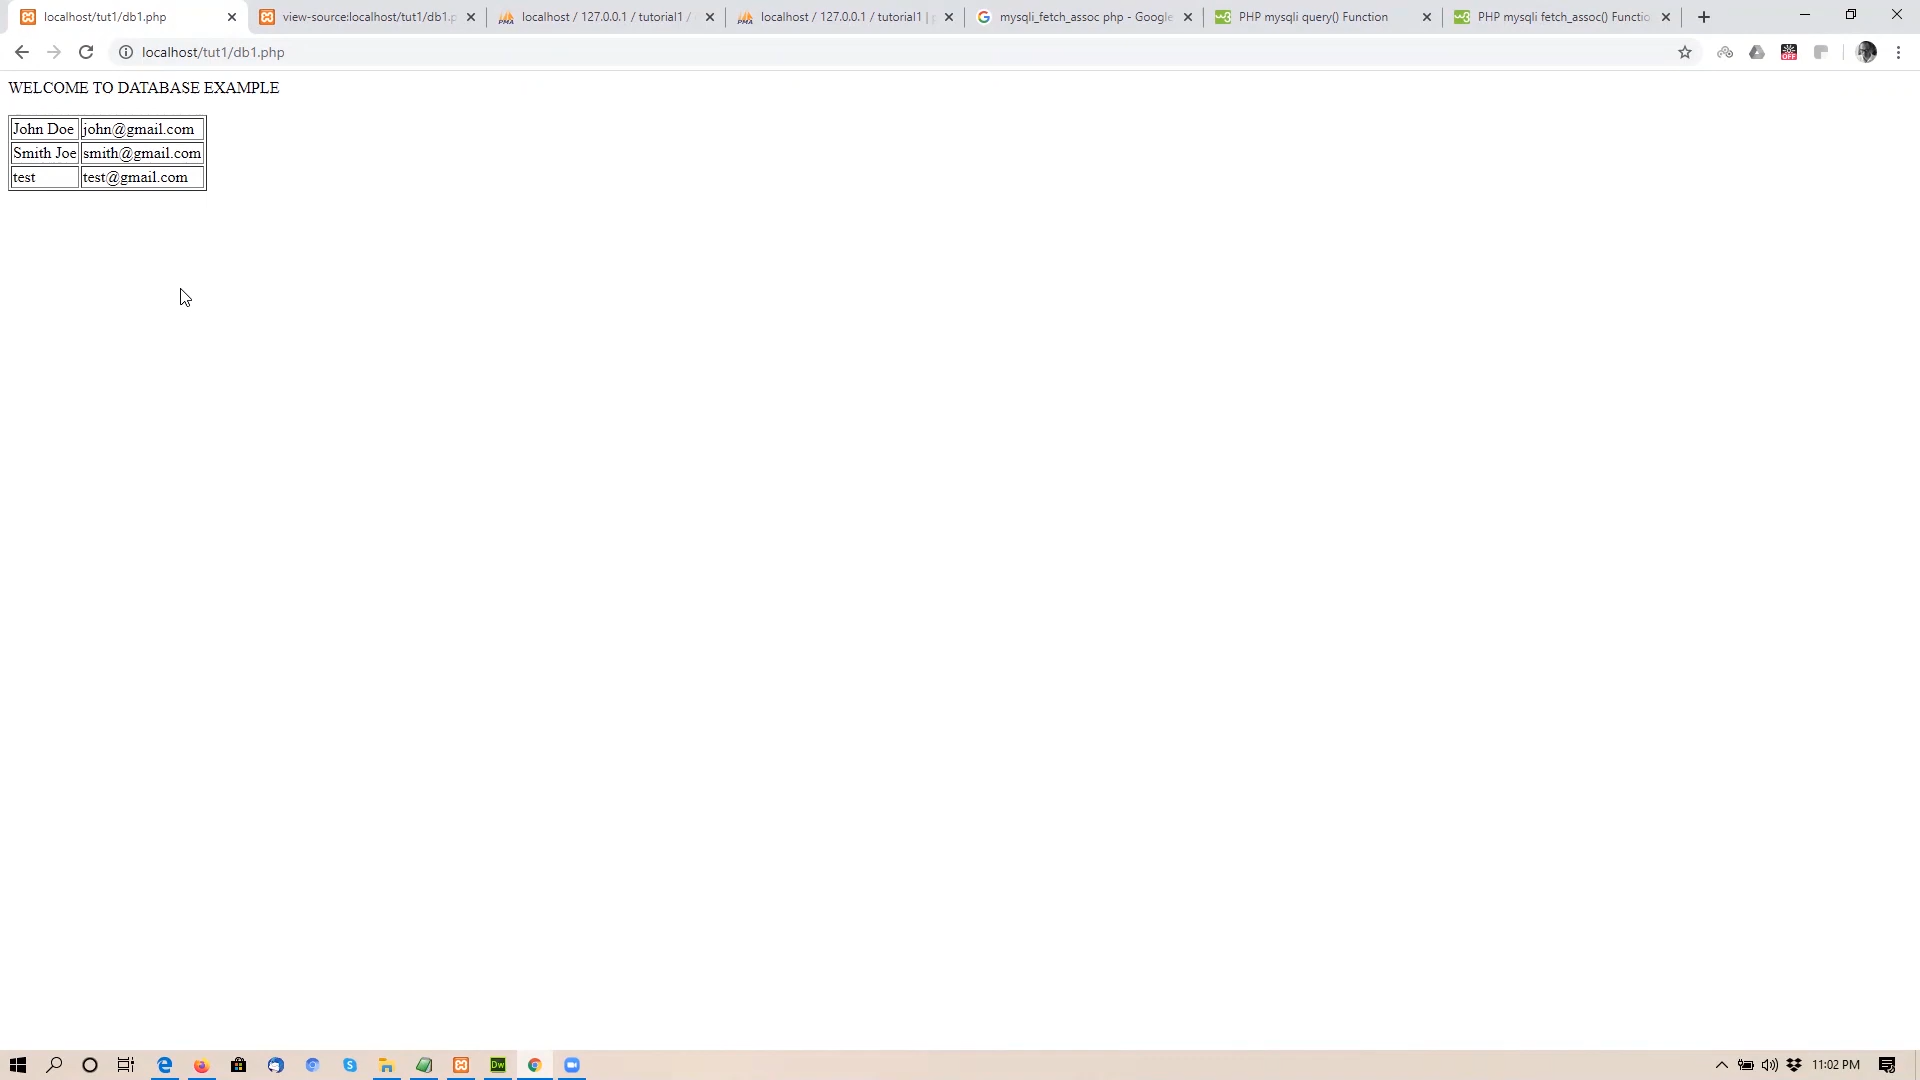 localhost/tut1/db1.php
view-source:localhost/tut1/db1.p
localhost / 127.0.0.1 / tutorial1 /
localhost / 127.0.0.1 / tutorial1 | p
mysqli_fetch_assoc php - Google
PHP mysqli query() Function
PHP mysqli fetch_assoc() Functio
localhost/tut1/db1.php
OFF
WELCOME TO DATABASE EXAMPLE
John Doe john@gmail.com
Smith Joe smith@gmail.com
test test@gmail.com
Dw
11:02 PM